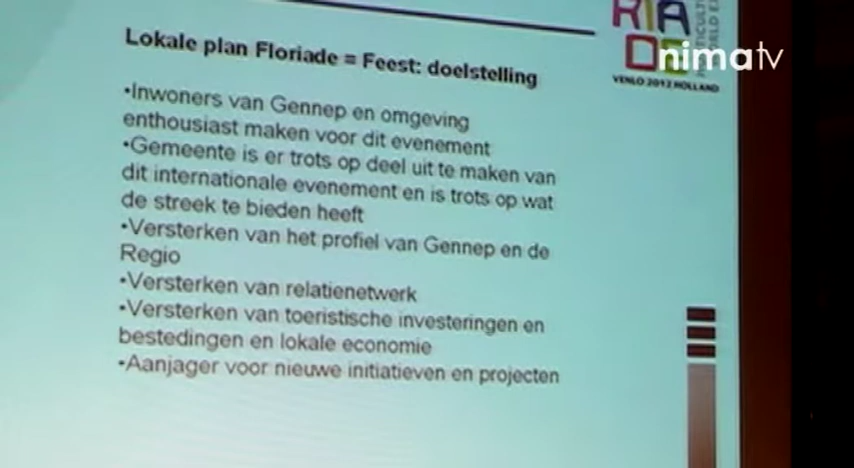 Lokale plan Floriade = Feest: doelstelling
•Inwoners van Gennep en omgeving
enthousiast maken voor dit evenement
•Gemeente is er trots op deel uit te maken van
dit internationale evenement en is trots op wat
de streek te bieden heeft
•Versterken van het profiel van Gennep en de
Regio
•Versterken van relatienetwerk
•Versterken van toeristische investeringen en
bestedingen en lokale economie
•Aanjager voor nieuwe initiatieven en projecten
RIA
nimatv
VENLO 2012 HOLLAND